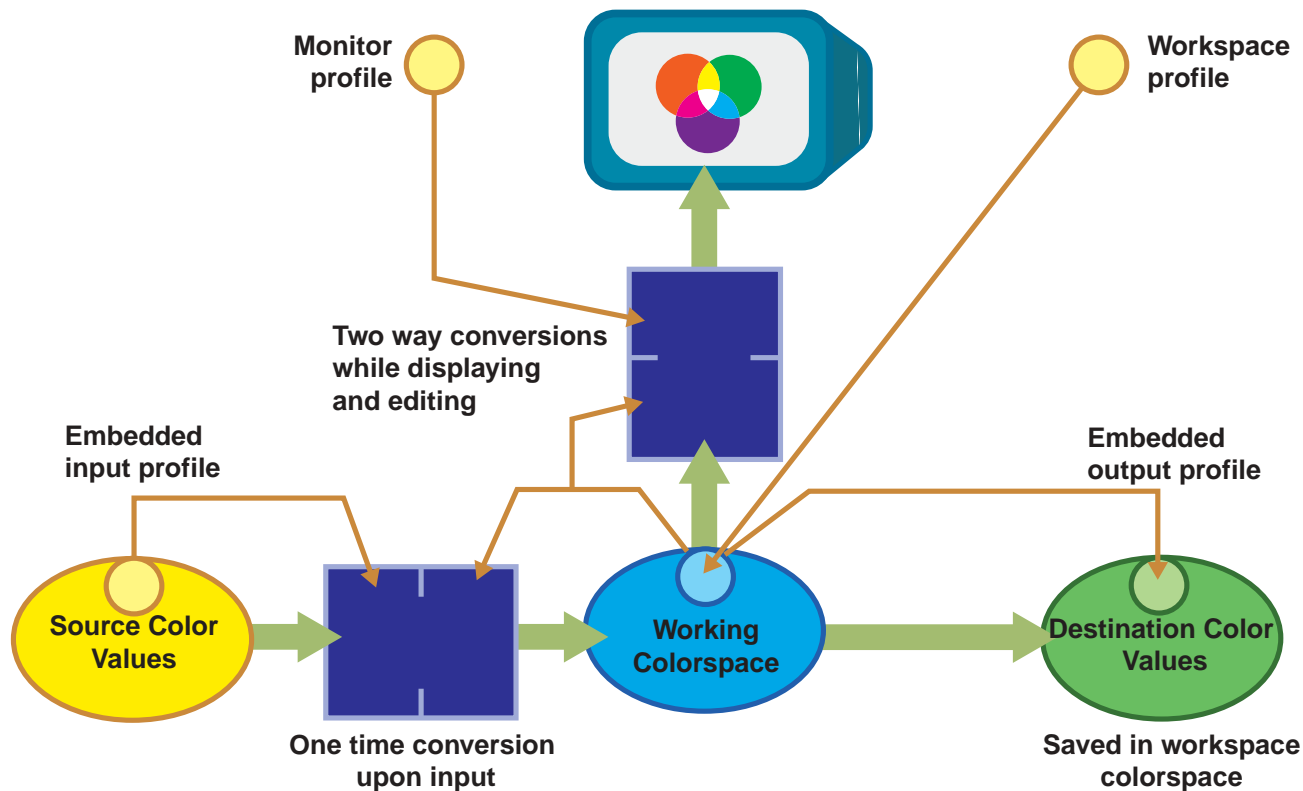 Monitor
profile
Workspace
profile
Two way conversions
while displaying
and editing
Embedded
input profile
Embedded
output profile
Source Color
Values
Working
Colorspace
Destination Color
Values
One time conversion
upon input
Saved in workspace
colorspace